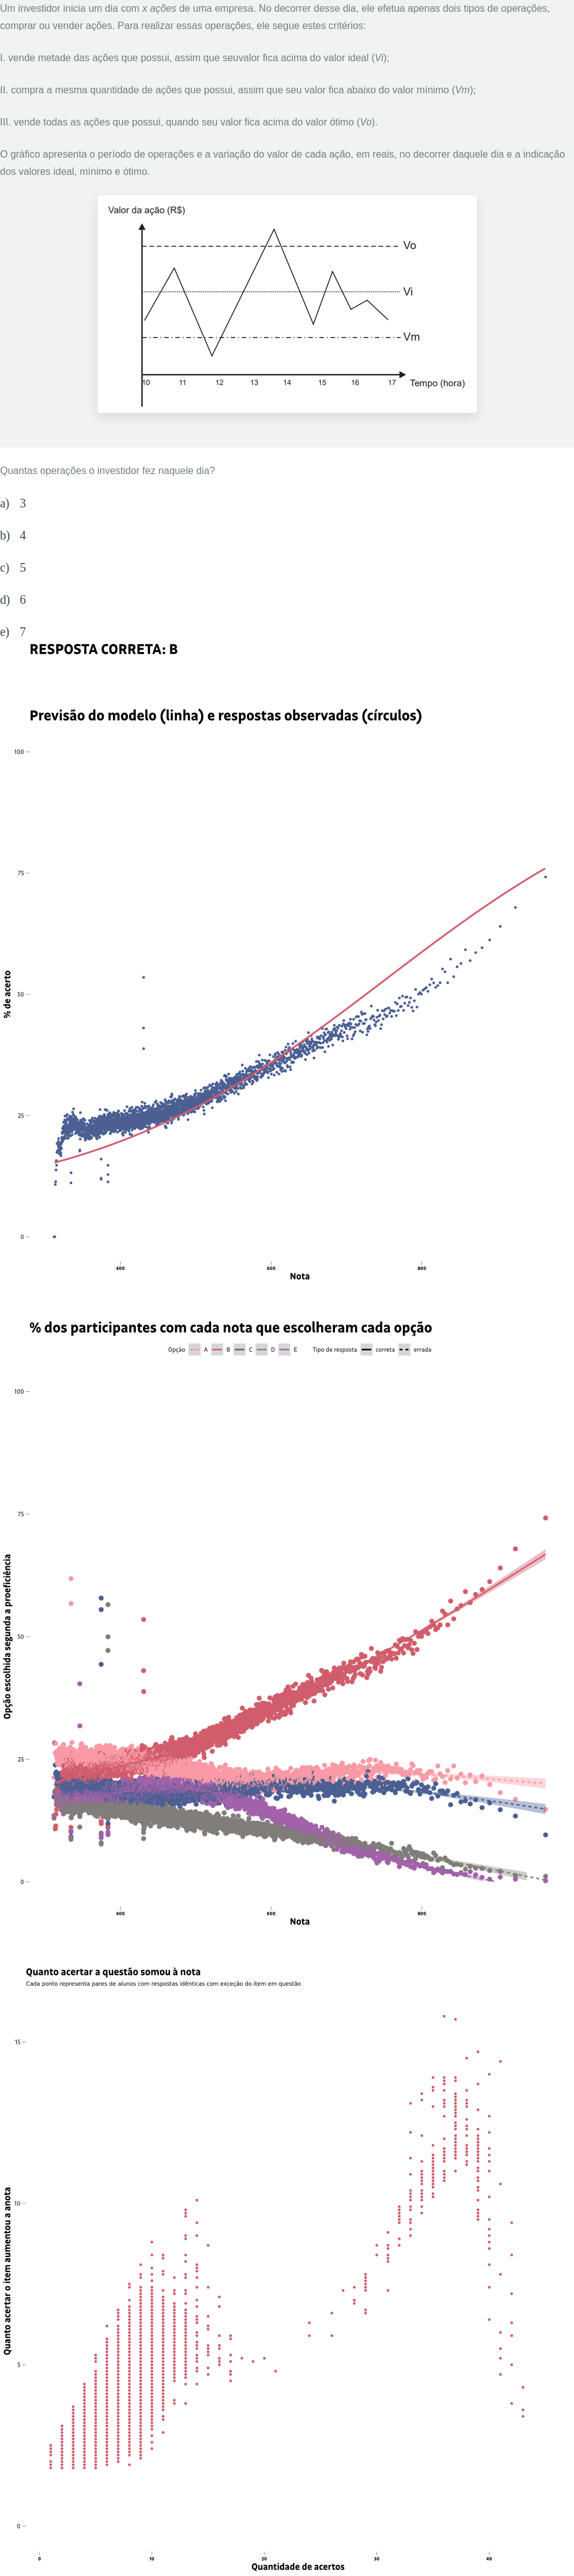 Um investidor inicia um dia com x ações de uma empresa. No decorrer desse dia, ele efetua apenas dois tipos de operações,
comprar ou vender ações. Para realizar essas operações, ele segue estes critérios:
I. vende metade das ações que possui, assim que seuvalor fica acima do valor ideal (Vi);
II. compra a mesma quantidade de ações que possui, assim que seu valor fica abaixo do valor mínimo (Vm);
III. vende todas as ações que possui, quando seu valor fica acima do valor ótimo (Vo).
O gráfico apresenta o período de operações e a variação do valor de cada ação, em reais, no decorrer daquele dia e a indicação
dos valores ideal, mínimo e ótimo.
Valor da ação (R$)
Vo
Vi
Vm
10 11 12 13 14 15 16 17 Tempo (hora)
Quantas operações o investidor fez naquele dia?
a) 3
b) 4
c) 5
d) 6
e) 7
RESPOSTA CORRETA: B
Previsão do modelo (linha) e respostas observadas (círculos)
100
75
50
25
0
% de acerto
400 600 800
Nota
% dos participantes com cada nota que escolheram cada opção
Opção A B C D E Tipo de resposta correta errada
100
75
50
25
0
Opção escolhida segundo a proeficiência
400 600 800
Nota
Quanto acertar a questão somou à nota
Cada ponto representa pares de alunos com respostas idênticas com exceção do item em questão
15
10
5
0
Quanto acertar o item aumentou a anota
0 10 20 30 40
Quantidade de acertos